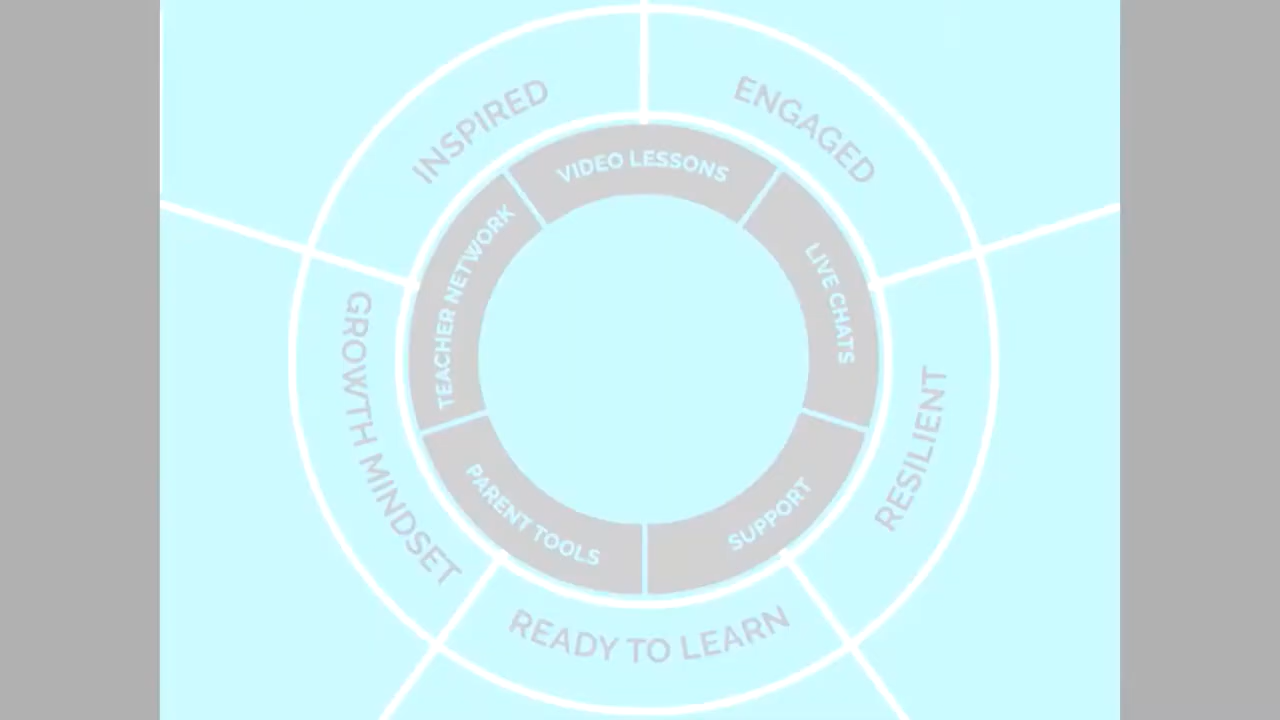 INSPIRED
ENGAGED
RESILIENT
READY TO LEARN
GROWTH MINDSET
VIDEO LESSONS
LIVE CHATS
SUPPORT
PARENT TOOLS
TEACHER NETWORK